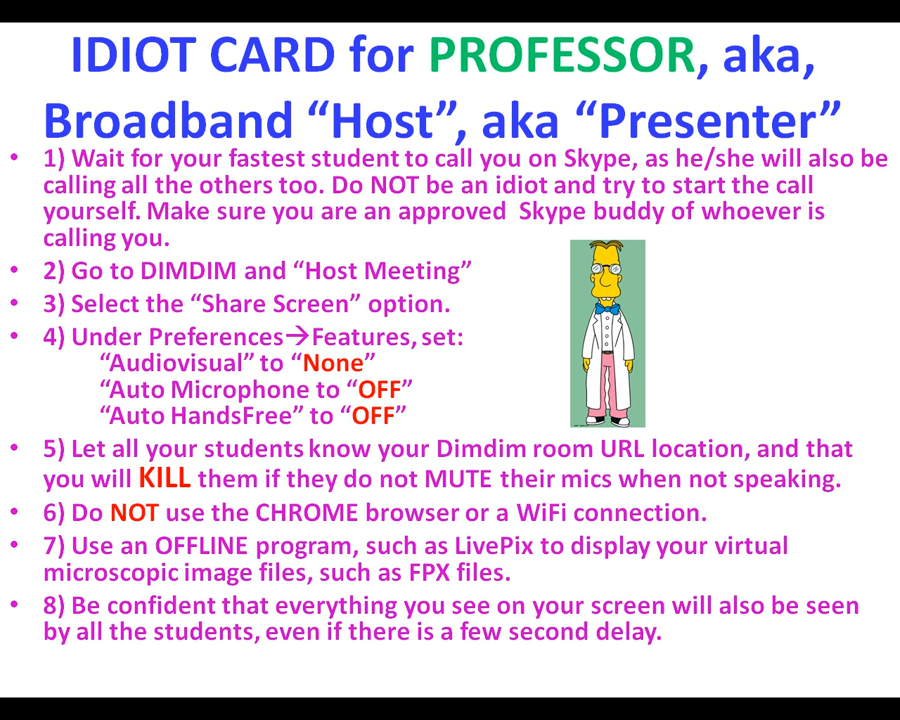 IDIOT CARD for PROFESSOR, aka,
Broadband “Host”, aka “Presenter”
• 1) Wait for your fastest student to call you on Skype, as he/she will also be
calling all the others too. Do NOT be an idiot and try to start the call
yourself. Make sure you are an approved Skype buddy of whoever is
calling you.
• 2) Go to DIMDIM and “Host Meeting”
• 3) Select the “Share Screen” option.
• 4) Under Preferences→Features, set:
“Audiovisual” to “None”
“Auto Microphone to “OFF”
“Auto HandsFree” to “OFF”
• 5) Let all your students know your Dimdim room URL location, and that
you will KILL them if they do not MUTE their mics when not speaking.
• 6) Do NOT use the CHROME browser or a WiFi connection.
• 7) Use an OFFLINE program, such as LivePix to display your virtual
microscopic image files, such as FPX files.
• 8) Be confident that everything you see on your screen will also be seen
by all the students, even if there is a few second delay.